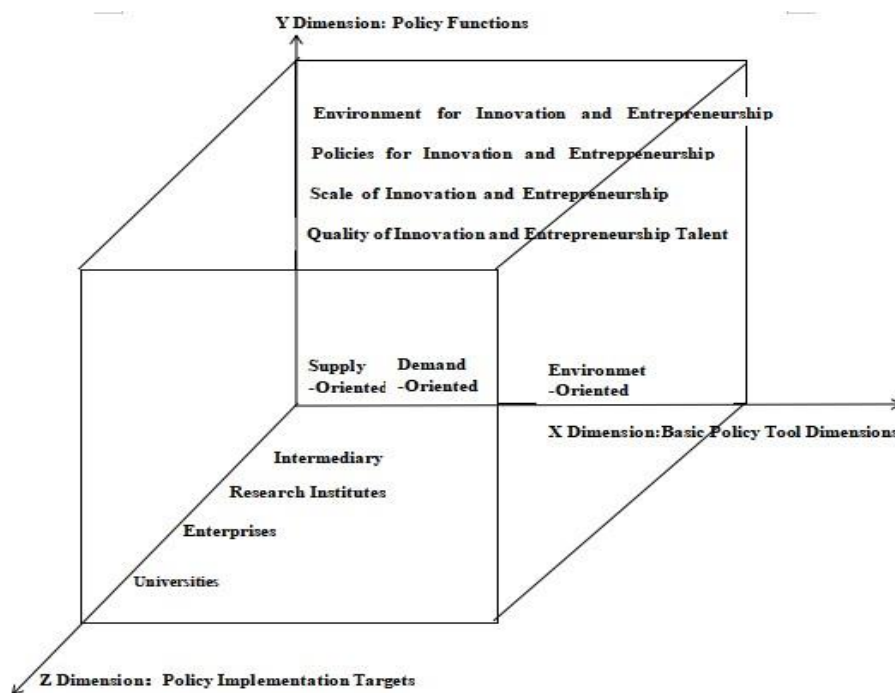 Y Dimension: Policy Functions
Environment for Innovation and Entrepreneurship
Policies for Innovation and Entrepreneurship
Scale of Innovation and Entrepreneurship
Quality of Innovation and Entrepreneurship Talent
Supply
-Oriented
Demand
-Oriented
Environmet
-Oriented
X Dimension:Basic Policy Tool Dimensions
Intermediary
Research Institutes
Enterprises
Universities
Z Dimension: Policy Implementation Targets